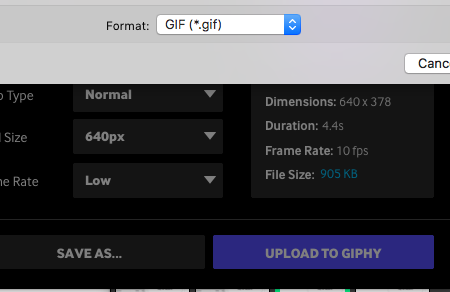 Format: GIF (*.gif)
Canc
Type Normal
Dimensions: 640 x 378
Size 640px
Duration: 4.4s
Frame Rate: 10 fps
Rate Low
File Size: 905 KB
SAVE AS...
UPLOAD TO GIPHY